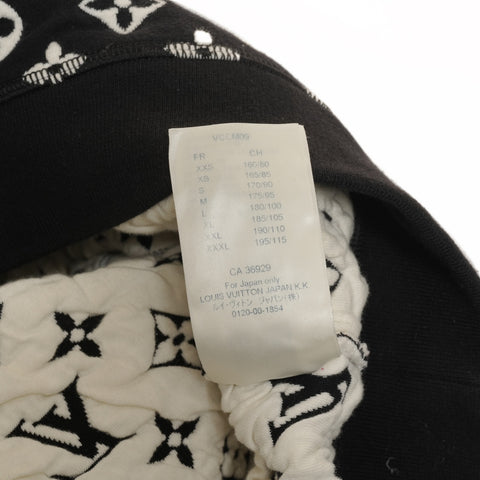 VCCM09
FR CH
XXS 160/80
XS 165/85
S 170/90
M 175/95
L 180/100
XL 185/105
XXL 190/110
XXXL 195/115
CA 36929
For Japan only
LOUIS VUITTON JAPAN K.K
ルイ・ヴィトン ジャパン(株)
0120-00-1854